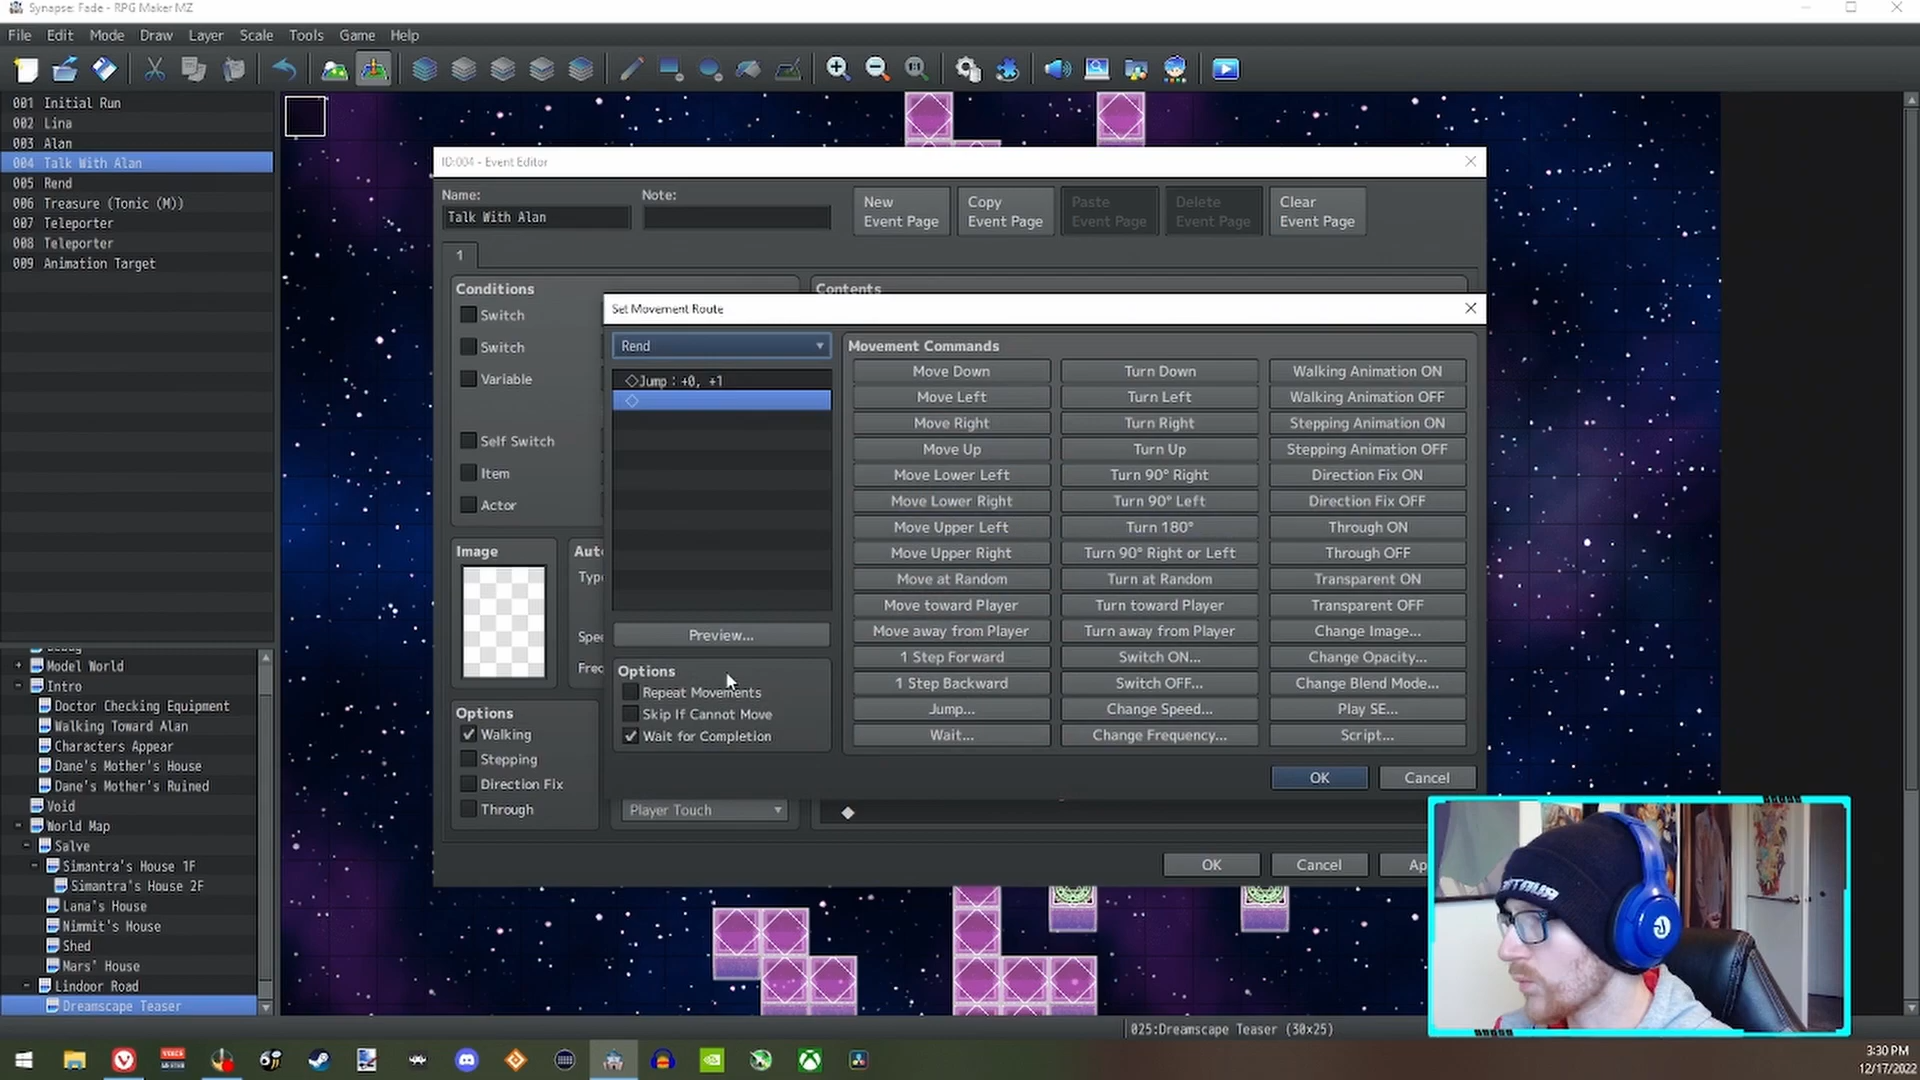 Synapse: Fade - RPG Maker MZ
File Edit Mode Draw Layer Scale Tools Game Help
001 Initial Run
002 Lina
003 Alan
004 Talk With Alan
005 Rend
006 Treasure (Tonic (M))
007 Teleporter
008 Teleporter
009 Animation Target
Model World
Intro
Doctor Checking Equipment
Walking Toward Alan
Characters Appear
Dane's Mother's House
Dane's Mother's Ruined
Void
World Map
Salve
Simantra's House 1F
Simantra's House 2F
Lana's House
Nimmit's House
Shed
Mars' House
Lindoor Road
Dreamscape Teaser
ID:004 - Event Editor
Name:
Note:
Talk With Alan
New Event Page
Copy Event Page
Paste Event Page
Delete Event Page
Clear Event Page
1
Conditions
Switch
Switch
Variable
Self Switch
Item
Actor
Image
Options
Walking
Stepping
Direction Fix
Through
Player Touch
Contents
OK
Cancel
Set Movement Route
Rend
◇Jump : +0, +1
◇
Preview...
Options
Repeat Movements
Skip If Cannot Move
Wait for Completion
Movement Commands
Move Down Turn Down Walking Animation ON
Move Left Turn Left Walking Animation OFF
Move Right Turn Right Stepping Animation ON
Move Up Turn Up Stepping Animation OFF
Move Lower Left Turn 90° Right Direction Fix ON
Move Lower Right Turn 90° Left Direction Fix OFF
Move Upper Left Turn 180° Through ON
Move Upper Right Turn 90° Right or Left Through OFF
Move at Random Turn at Random Transparent ON
Move toward Player Turn toward Player Transparent OFF
Move away from Player Turn away from Player Change Image...
1 Step Forward Switch ON... Change Opacity...
1 Step Backward Switch OFF... Change Blend Mode...
Jump... Change Speed... Play SE...
Wait... Change Frequency... Script...
OK Cancel
025:Dreamscape Teaser (30x25)
3:30 PM
12/17/2022